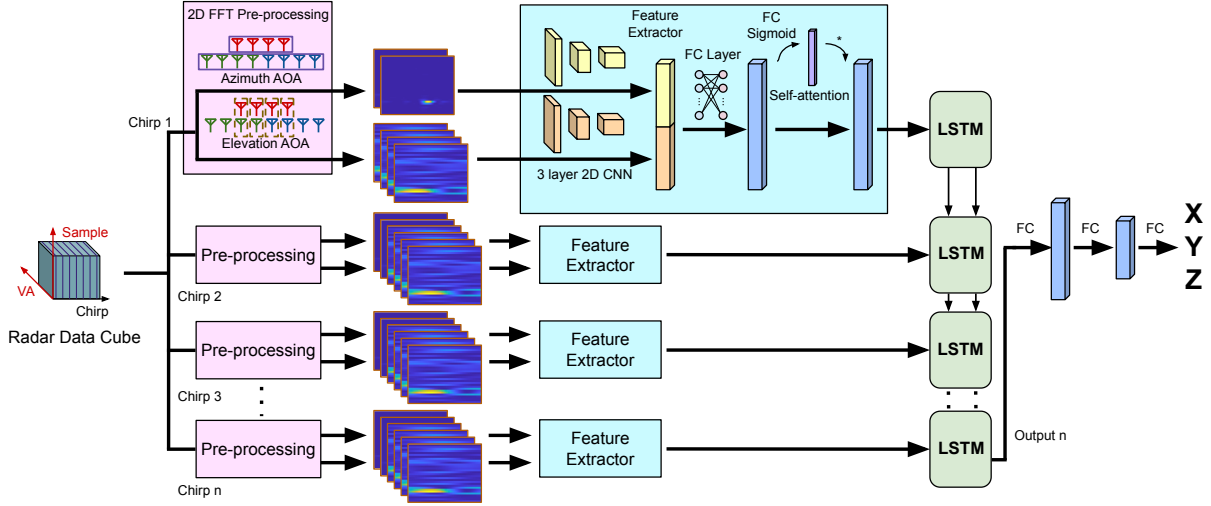 2D FFT Pre-processing
Azimuth AOA
Elevation AOA
Chirp 1
Feature
Extractor
FC Layer
FC
Sigmoid
*
Self-attention
3 layer 2D CNN
LSTM
Sample
VA
Chirp
Radar Data Cube
Pre-processing
Chirp 2
Feature
Extractor
LSTM
Pre-processing
Chirp 3
Feature
Extractor
LSTM
Pre-processing
Chirp n
Feature
Extractor
LSTM
Output n
FC
FC
FC
X
Y
Z